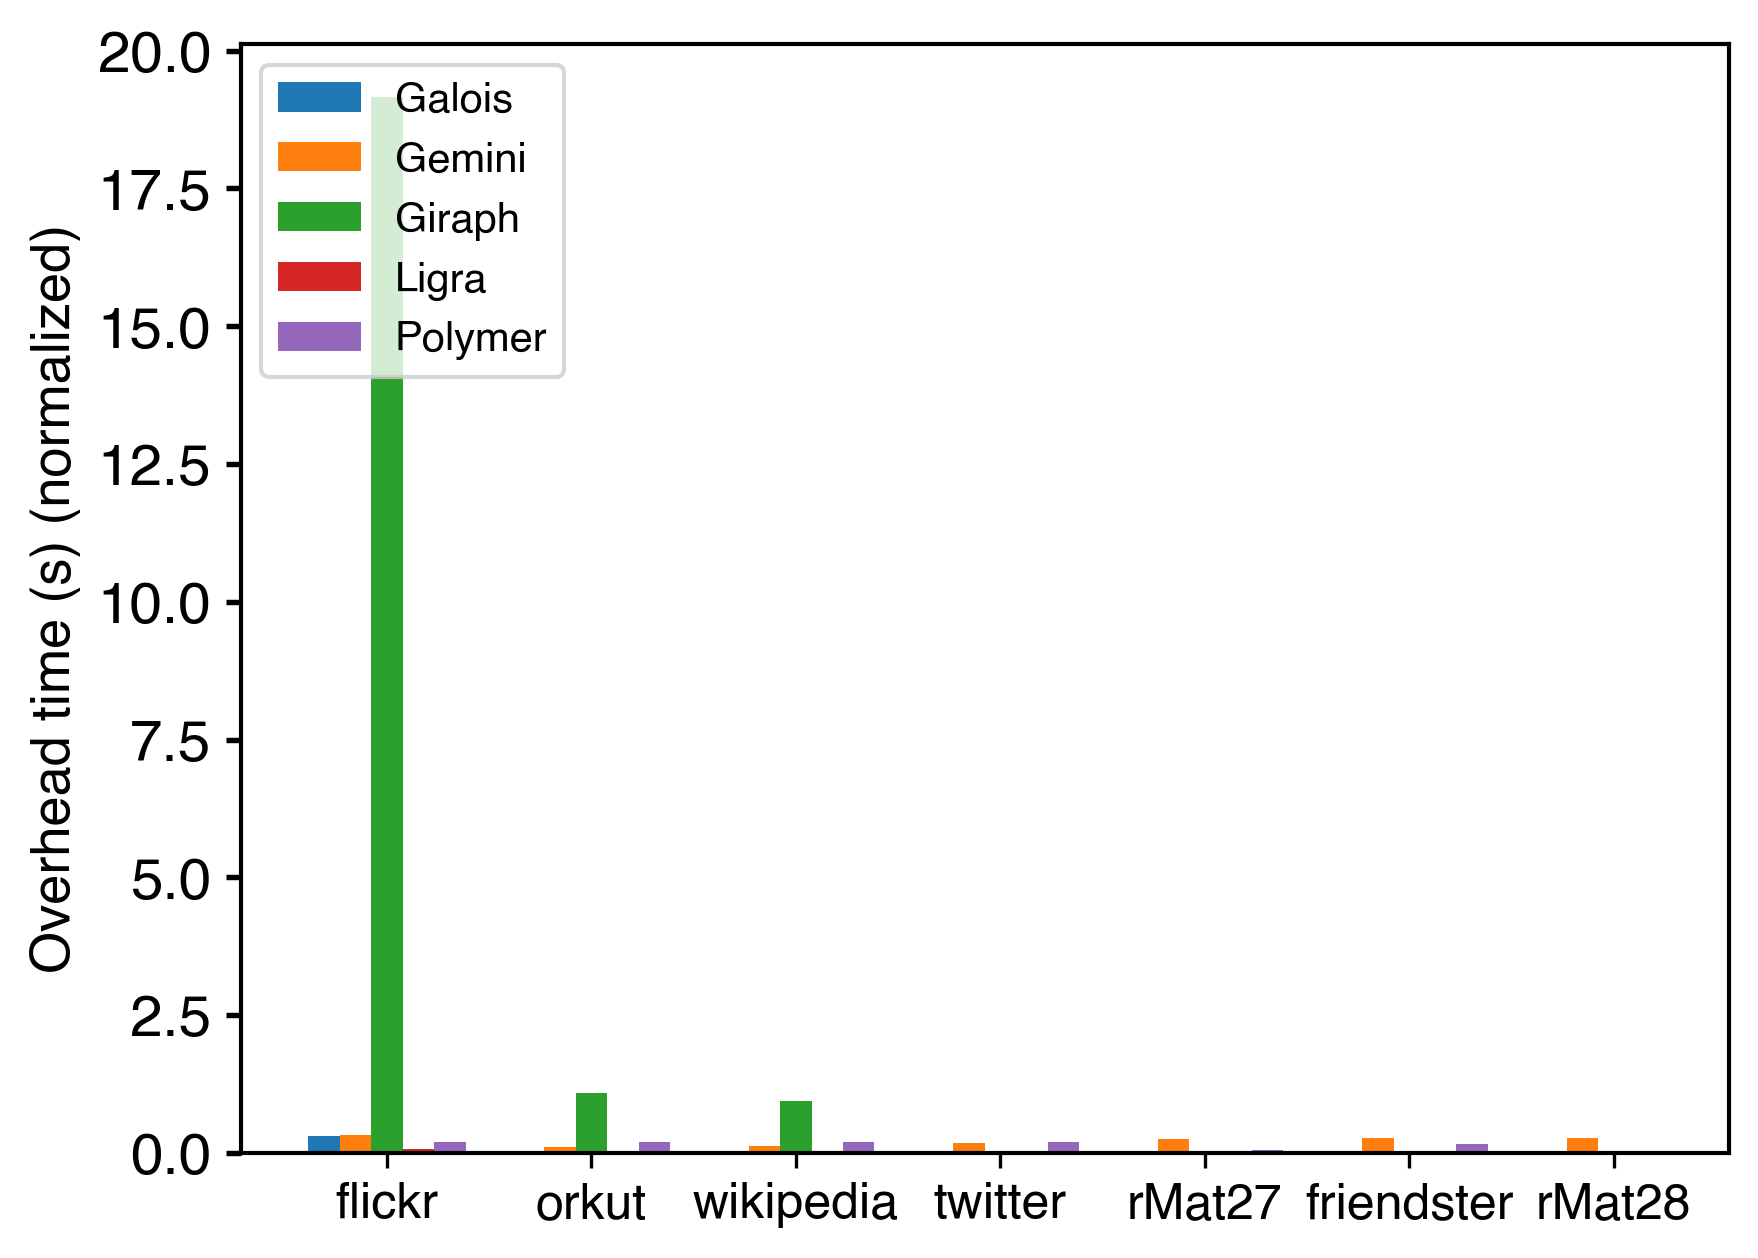 Overhead time (s) (normalized)
20.0
17.5
15.0
12.5
10.0
7.5
5.0
2.5
0.0
Galois
Gemini
Giraph
Ligra
Polymer
flickr orkut wikipedia twitter rMat27 friendster rMat28